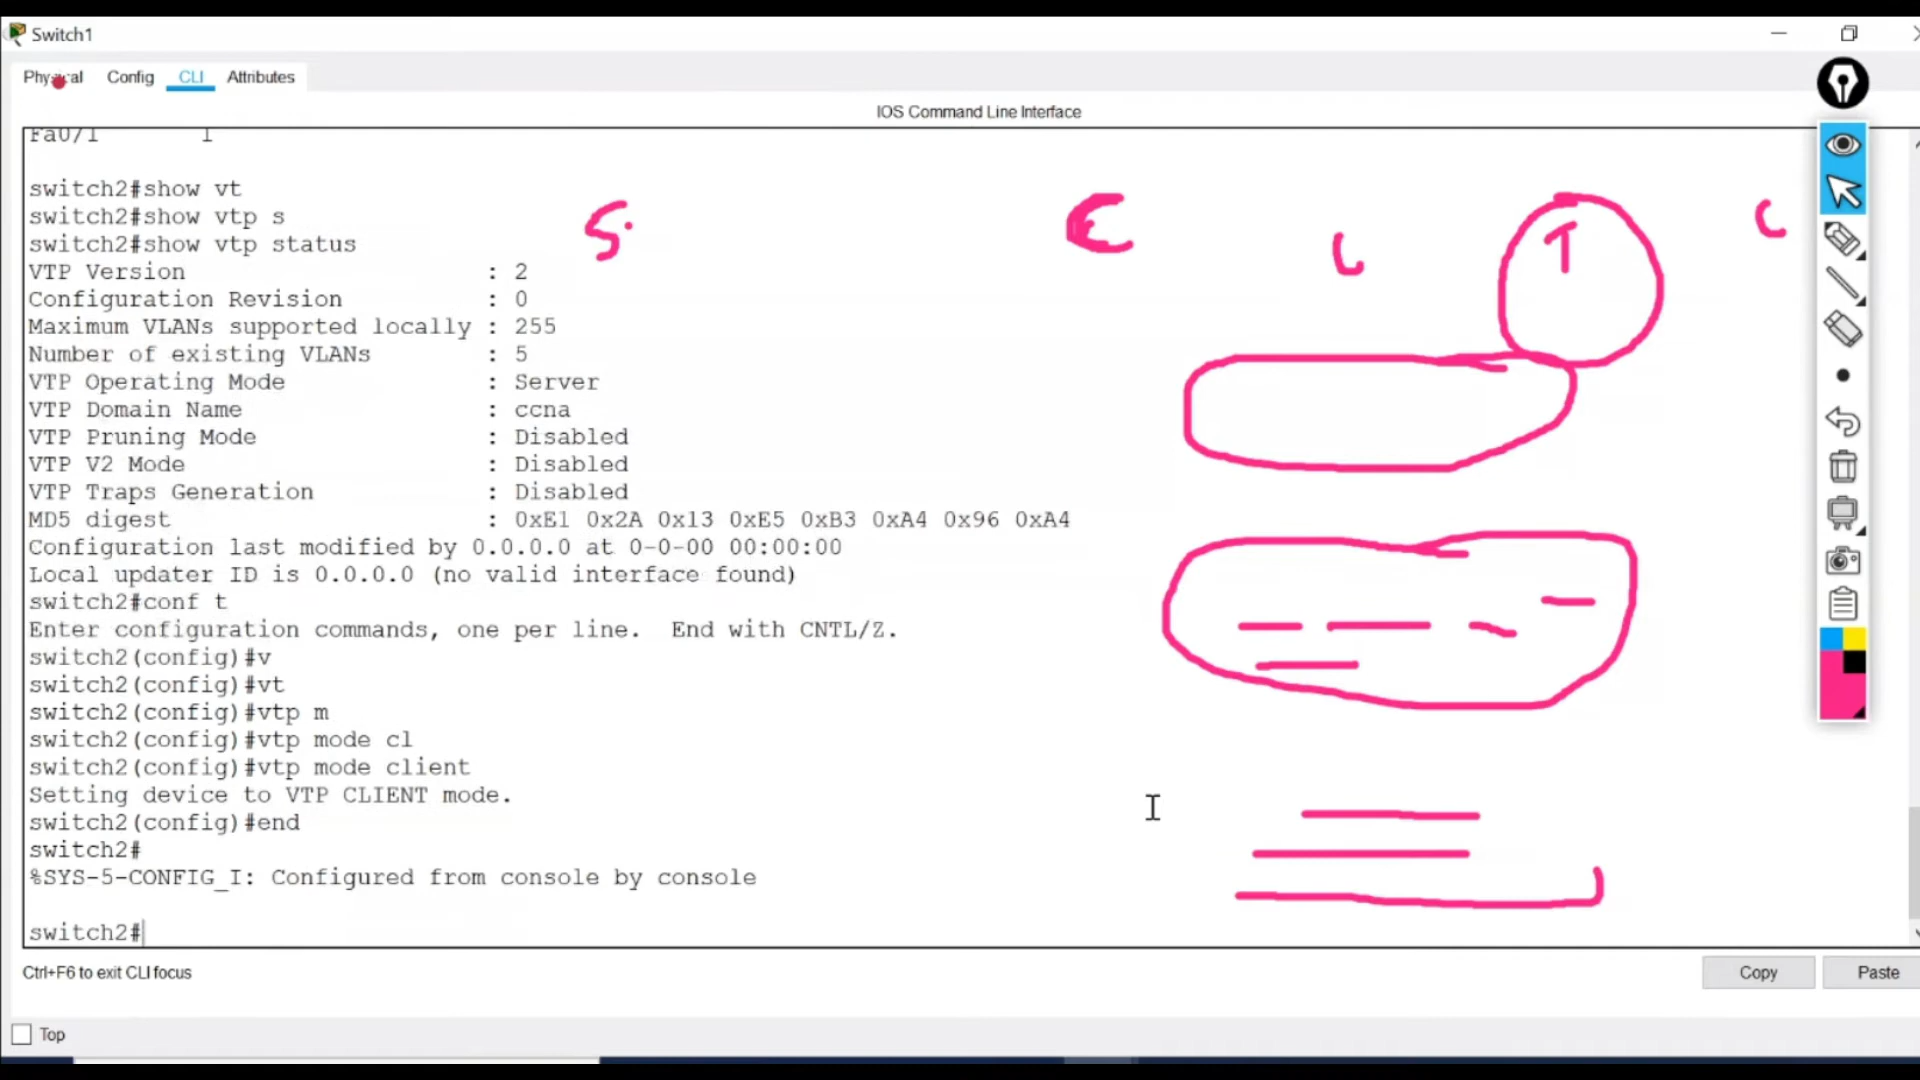 Switch1
Physical Config CLI Attributes
IOS Command Line Interface
Fa0/1 1
switch2#show vt
switch2#show vtp s
switch2#show vtp status
VTP Version : 2
Configuration Revision : 0
Maximum VLANs supported locally : 255
Number of existing VLANs : 5
VTP Operating Mode : Server
VTP Domain Name : ccna
VTP Pruning Mode : Disabled
VTP V2 Mode : Disabled
VTP Traps Generation : Disabled
MD5 digest : 0xE1 0x2A 0x13 0xE5 0xB3 0xA4 0x96 0xA4
Configuration last modified by 0.0.0.0 at 0-0-00 00:00:00
Local updater ID is 0.0.0.0 (no valid interface found)
switch2#conf t
Enter configuration commands, one per line. End with CNTL/Z.
switch2(config)#v
switch2(config)#vt
switch2(config)#vtp m
switch2(config)#vtp mode cl
switch2(config)#vtp mode client
Setting device to VTP CLIENT mode.
switch2(config)#end
switch2#
%SYS-5-CONFIG_I: Configured from console by console
switch2#
S C T C
Ctrl+F6 to exit CLI focus
Copy Paste
Top